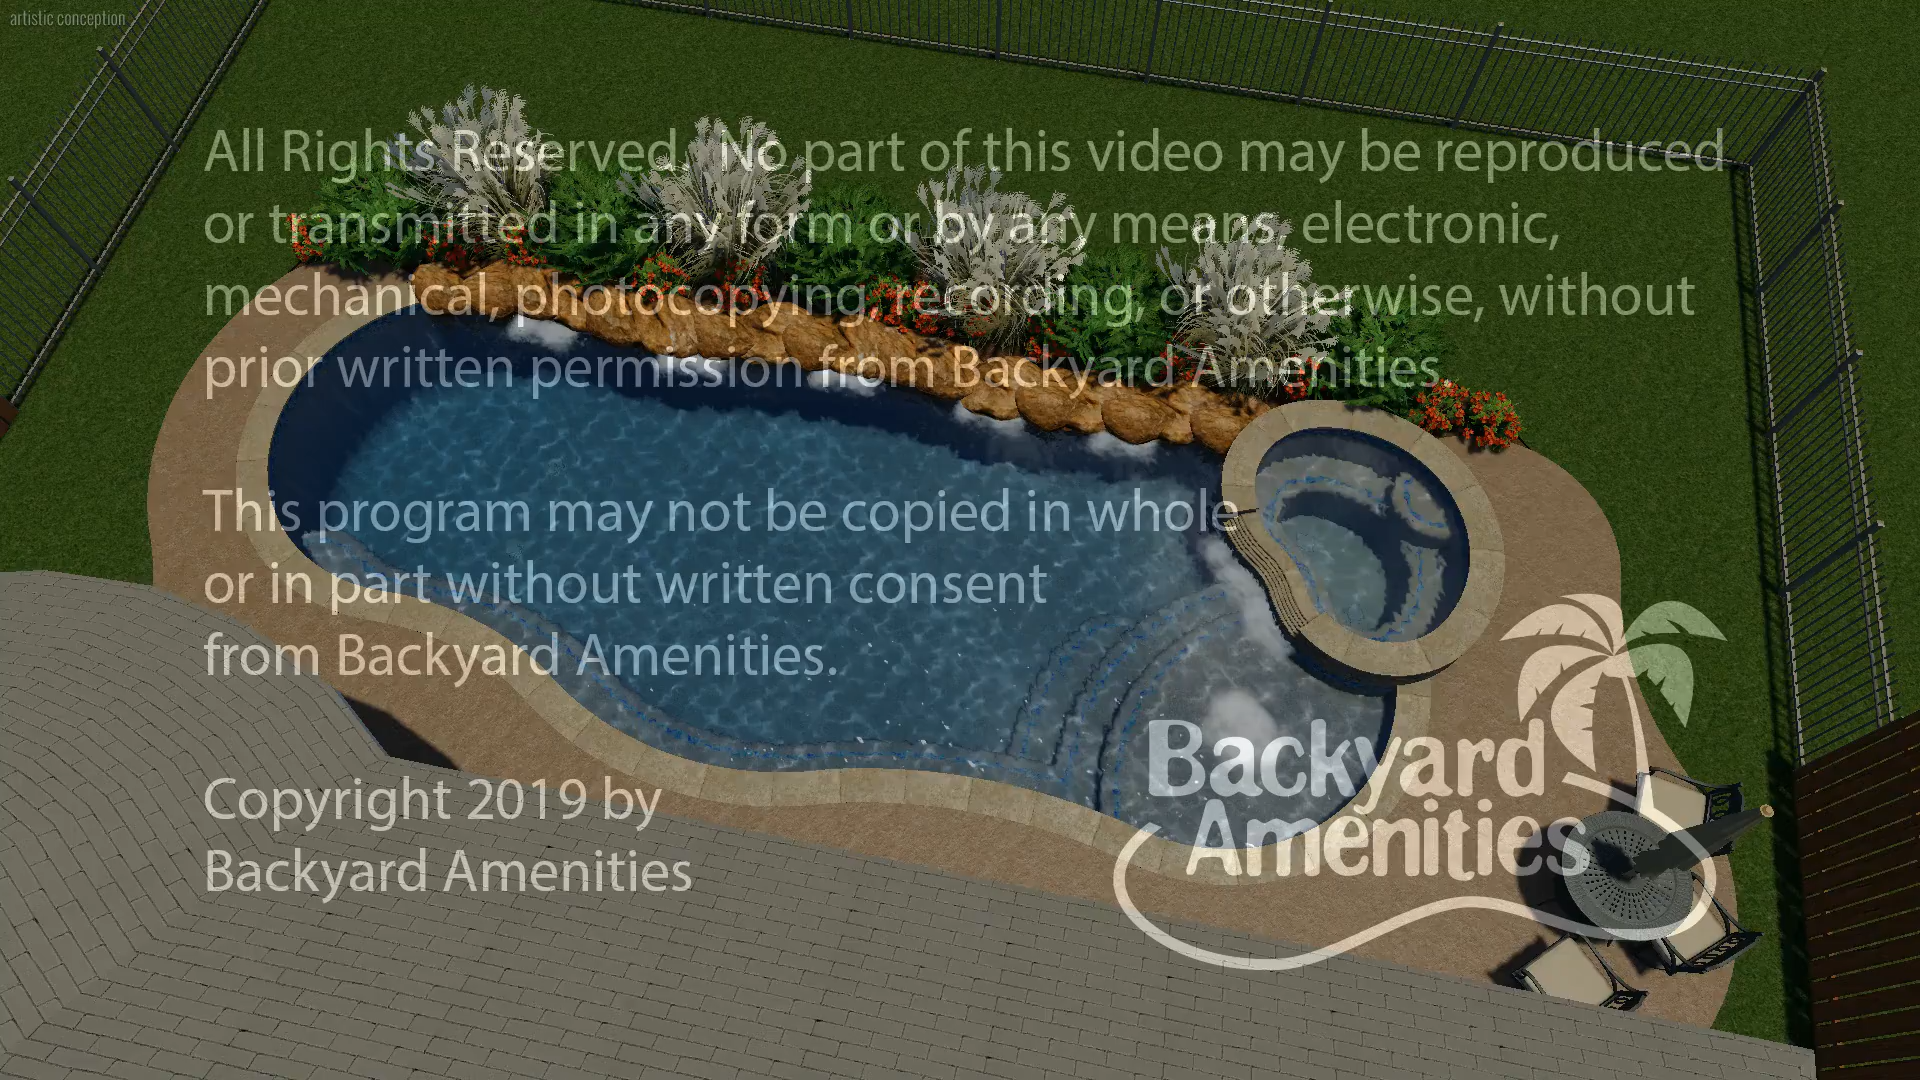 artistic conception
All Rights Reserved. No part of this video may be reproduced
or transmitted in any form or by any means, electronic,
mechanical, photocopying, recording, or otherwise, without
prior written permission from Backyard Amenities.
This program may not be copied in whole
or in part without written consent
from Backyard Amenities.
Copyright 2019 by
Backyard Amenities
Backyard
Amenities